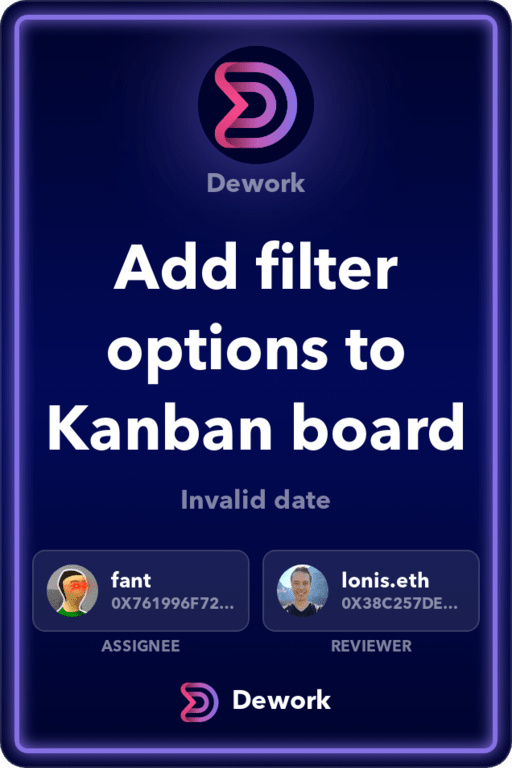 Dework
Add filter
options to
Kanban board
Invalid date
fant
0X761996F72...
lonis.eth
0X38C257DE...
ASSIGNEE
REVIEWER
Dework